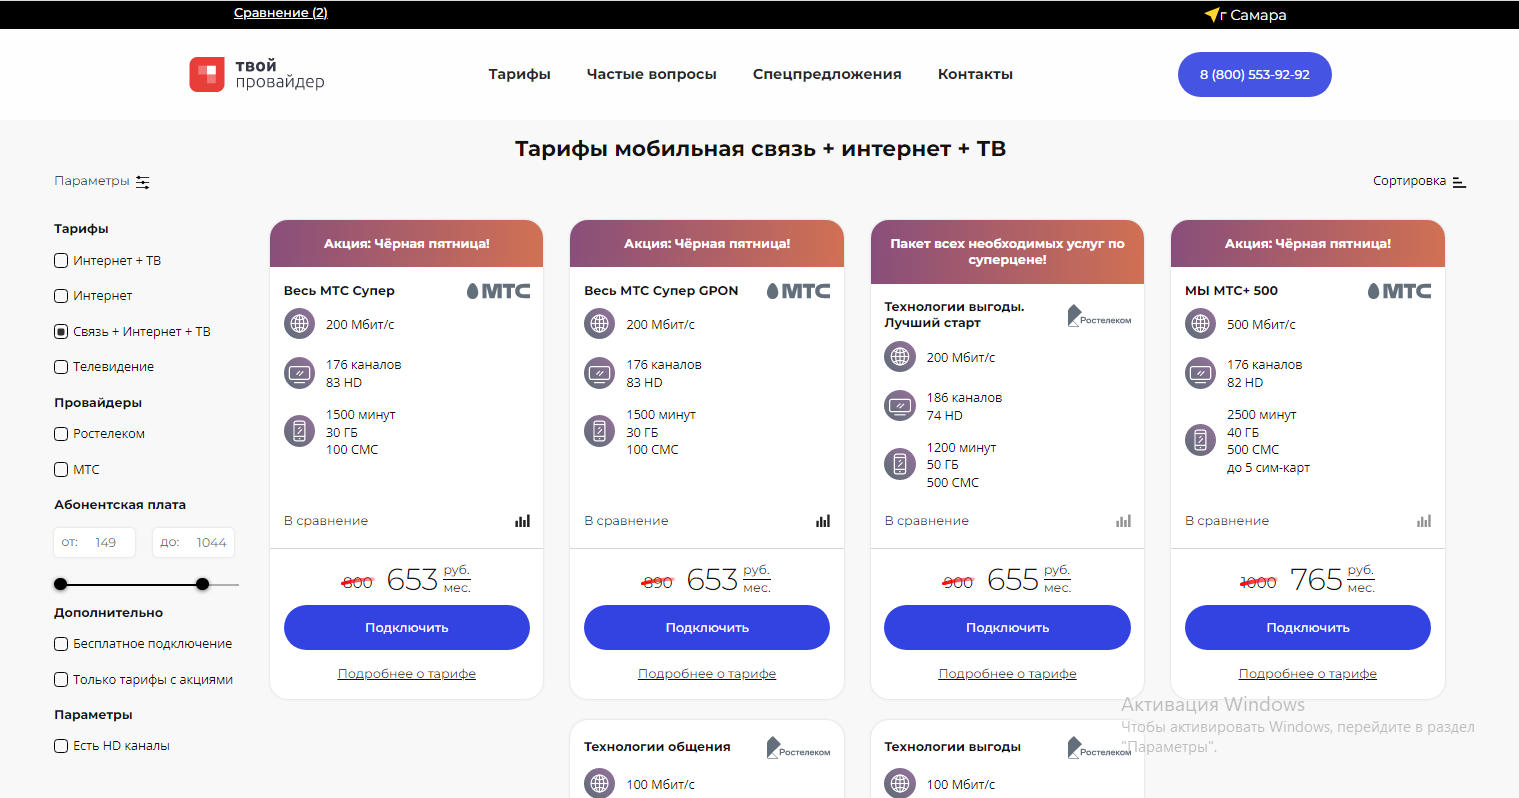 Сравнение (2)
г Самара
твой
провайдер
Тарифы
Частые вопросы
Спецпредложения
Контакты
8 (800) 553-92-92
Тарифы мобильная связь + интернет + ТВ
Параметры
Сортировка
Тарифы
Интернет + ТВ
Интернет
Связь + Интернет + ТВ
Телевидение
Провайдеры
Ростелеком
МТС
Абонентская плата
от: 149
до: 1044
Дополнительно
Бесплатное подключение
Только тарифы с акциями
Параметры
Есть HD каналы
Акция: Чёрная пятница!
Весь МТС Супер
МТС
200 Мбит/с
176 каналов
83 HD
1500 минут
30 ГБ
100 СМС
В сравнение
800 653 руб.
мес.
Подключить
Подробнее о тарифе
Акция: Чёрная пятница!
Весь МТС Супер GPON
МТС
200 Мбит/с
176 каналов
83 HD
1500 минут
30 ГБ
100 СМС
В сравнение
890 653 руб.
мес.
Подключить
Подробнее о тарифе
Пакет всех необходимых услуг по
суперцене!
Технологии выгоды.
Лучший старт
Ростелеком
200 Мбит/с
186 каналов
74 HD
1200 минут
50 ГБ
500 СМС
В сравнение
900 655 руб.
мес.
Подключить
Подробнее о тарифе
Акция: Чёрная пятница!
МЫ МТС+ 500
МТС
500 Мбит/с
176 каналов
82 HD
2500 минут
40 ГБ
500 СМС
до 5 сим-карт
В сравнение
1000 765 руб.
мес.
Подключить
Подробнее о тарифе
Технологии общения
Ростелеком
100 Мбит/с
Технологии выгоды
Ростелеком
100 Мбит/с
Активация Windows
Чтобы активировать Windows, перейдите в раздел
"Параметры".